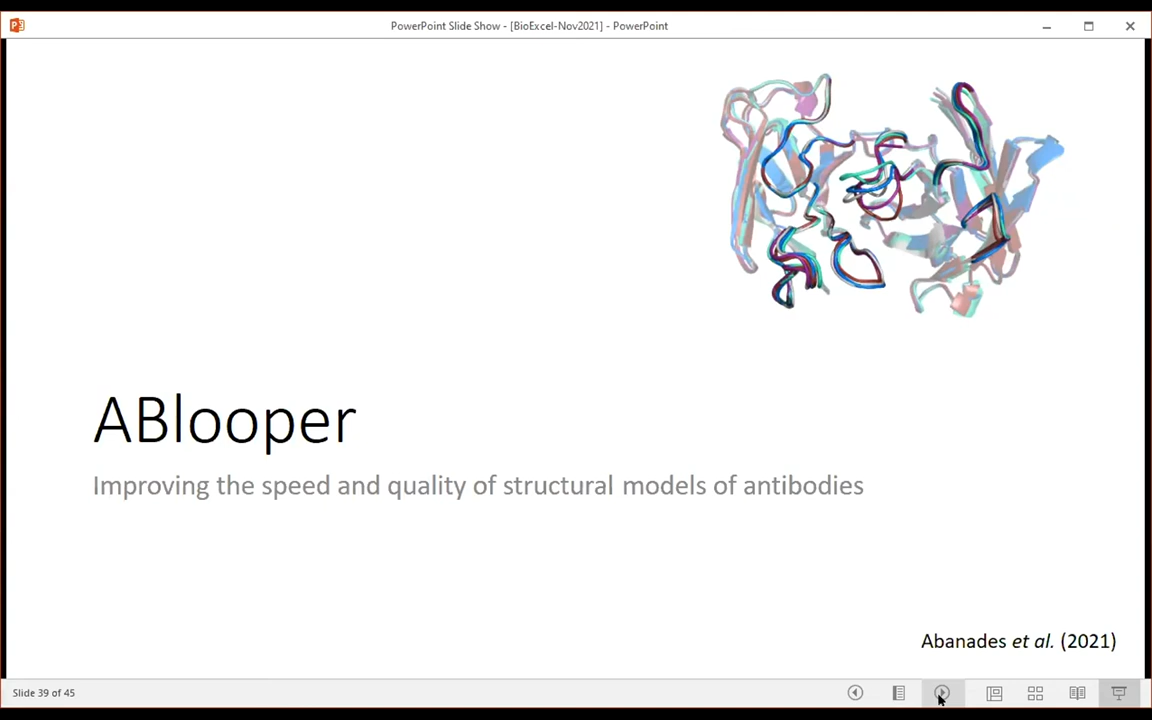 PowerPoint Slide Show - [BioExcel-Nov2021] - PowerPoint
ABlooper
Improving the speed and quality of structural models of antibodies
Abanades et al. (2021)
Slide 39 of 45